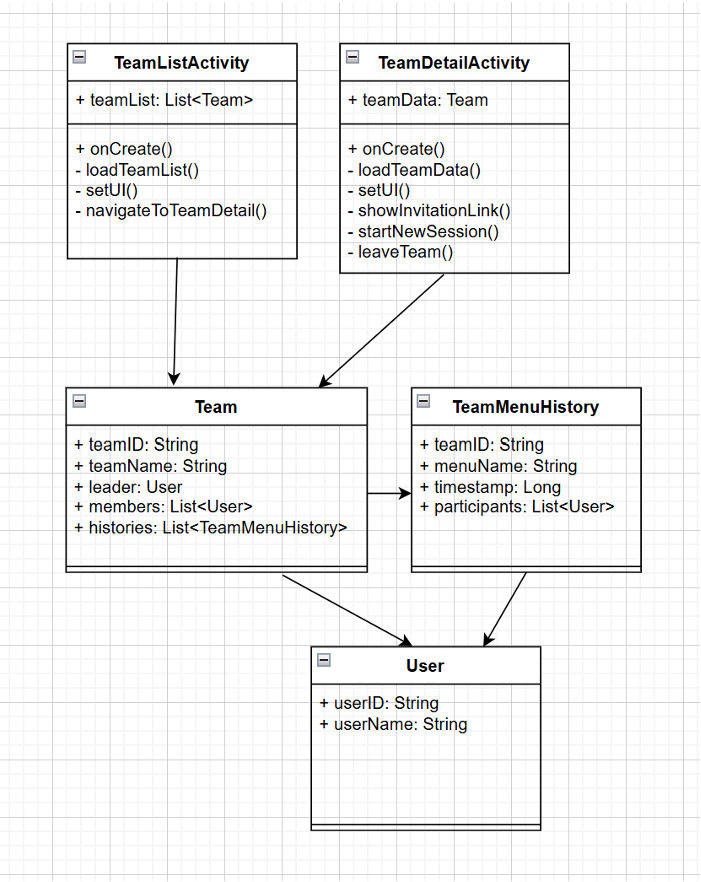 TeamListActivity
+ teamList: List<Team>
+ onCreate()
- loadTeamList()
- setUI()
- navigateToTeamDetail()
TeamDetailActivity
+ teamData: Team
+ onCreate()
- loadTeamData()
- setUI()
- showInvitationLink()
- startNewSession()
- leaveTeam()
Team
+ teamID: String
+ teamName: String
+ leader: User
+ members: List<User>
+ histories: List<TeamMenuHistory>
TeamMenuHistory
+ teamID: String
+ menuName: String
+ timestamp: Long
+ participants: List<User>
User
+ userID: String
+ userName: String